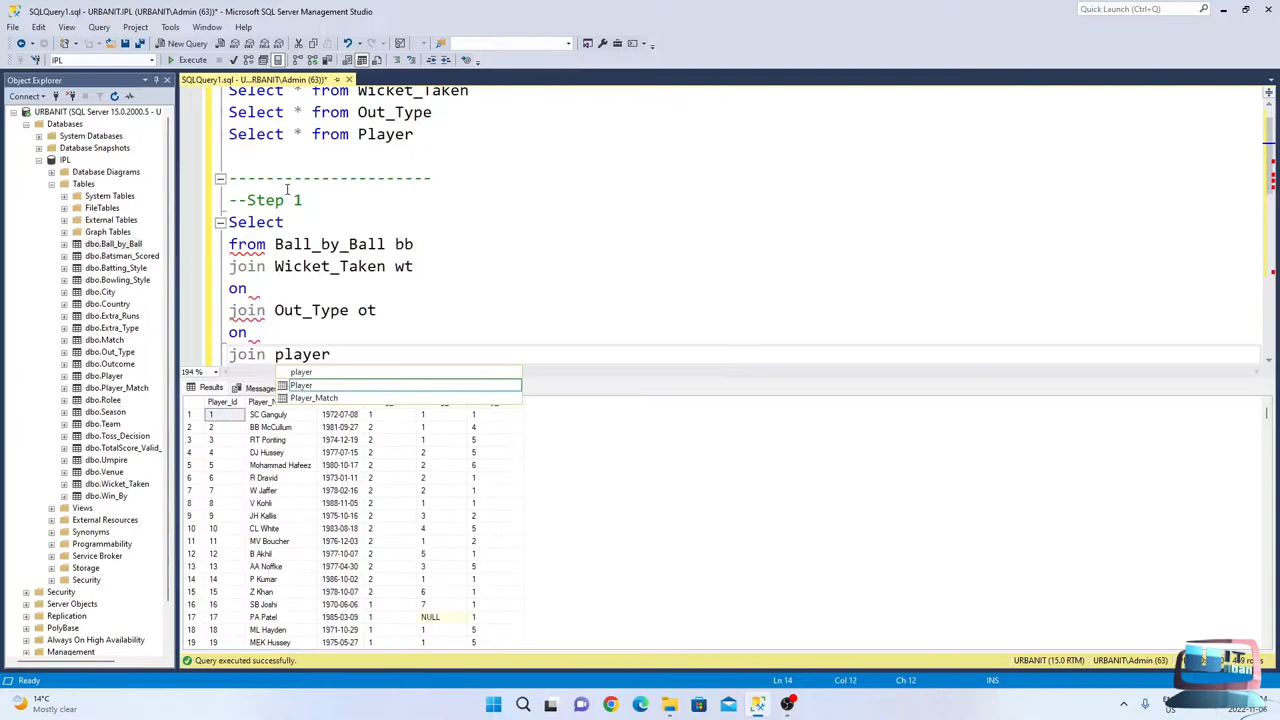 SQLQuery1.sql - URBANIT.IPL (URBANIT\Admin (63))* - Microsoft SQL Server Management Studio
Quick Launch (Ctrl+Q)
File Edit View Query Project Tools Window Help
New Query
IPL Execute
Object Explorer
SQLQuery1.sql - U...RBANIT\Admin (63))*
Connect
URBANIT (SQL Server 15.0.2000.5 - U
Databases
System Databases
Database Snapshots
IPL
Database Diagrams
Tables
System Tables
FileTables
External Tables
Graph Tables
dbo.Ball_by_Ball
dbo.Batsman_Scored
dbo.Batting_Style
dbo.Bowling_Style
dbo.City
dbo.Country
dbo.Extra_Runs
dbo.Extra_Type
dbo.Match
dbo.Out_Type
dbo.Outcome
dbo.Player
dbo.Player_Match
dbo.Rolee
dbo.Season
dbo.Team
dbo.Toss_Decision
dbo.TotalScore_Valid_
dbo.Umpire
dbo.Venue
dbo.Wicket_Taken
dbo.Win_By
Views
External Resources
Synonyms
Programmability
Service Broker
Storage
Security
Security
Server Objects
Replication
PolyBase
Always On High Availability
Management
Select * from Wicket_Taken
Select * from Out_Type
Select * from Player
----------------------
--Step 1
Select
from Ball_by_Ball bb
join Wicket_Taken wt
on
join Out_Type ot
on
join player
player
Player
Player_Match
194 %
Results Messages
Player_Id Player_N
1 1 SC Ganguly 1972-07-08 1 1 1
2 2 BB McCullum 1981-09-27 2 1 4
3 3 RT Ponting 1974-12-19 2 1 5
4 4 DJ Hussey 1977-07-15 2 2 5
5 5 Mohammad Hafeez 1980-10-17 2 2 6
6 6 R Dravid 1973-01-11 2 2 1
7 7 W Jaffer 1978-02-16 2 2 1
8 8 V Kohli 1988-11-05 2 1 1
9 9 JH Kallis 1975-10-16 2 3 2
10 10 CL White 1983-08-18 2 4 5
11 11 MV Boucher 1976-12-03 2 1 2
12 12 B Akhil 1977-10-07 2 5 1
13 13 AA Noffke 1977-04-30 2 3 5
14 14 P Kumar 1986-10-02 2 1 1
15 15 Z Khan 1978-10-07 2 6 1
16 16 SB Joshi 1970-06-06 1 7 1
17 17 PA Patel 1985-03-09 1 NULL 1
18 18 ML Hayden 1971-10-29 1 1 5
19 19 MEK Hussey 1975-05-27 1 1 5
Query executed successfully.
URBANIT (15.0 RTM) URBANIT\Admin (63)
Ready
Ln 14 Col 12 Ch 12 INS
14°C
Mostly clear
2022-11-06